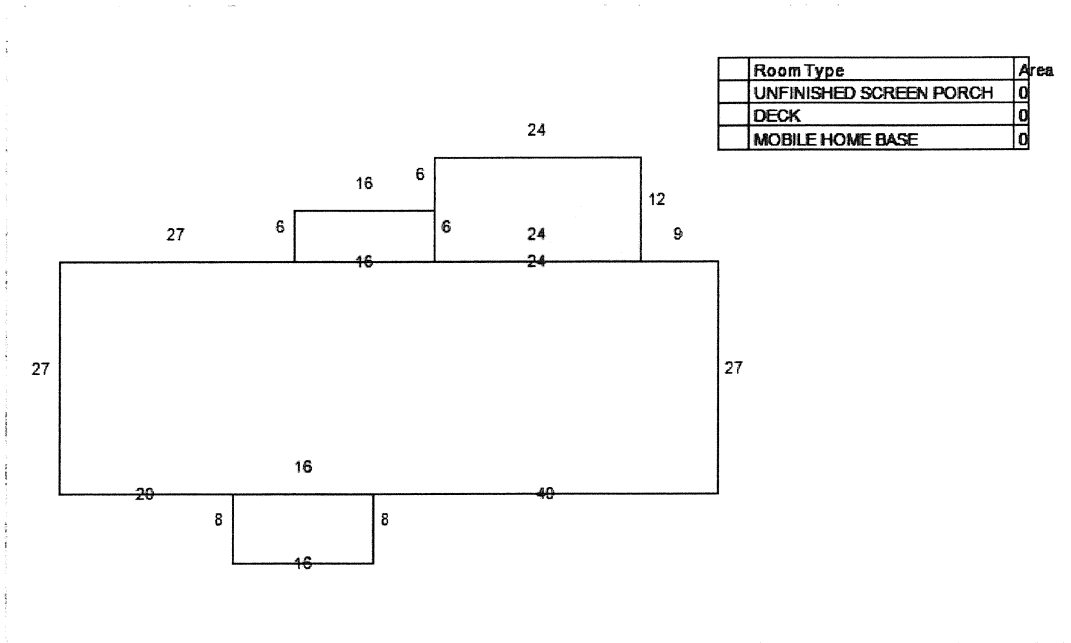 Room Type Area
UNFINISHED SCREEN PORCH 0
DECK 0
MOBILE HOME BASE 0
24
16 6
12
27 6 6 24 9
16 24
27 27
16
20 40
8 8
16